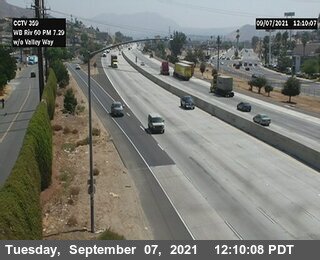 CCTV 359
WB Riv 60 PM 7.29
w/o Valley Way
09/07/2021 12:10:07
Tuesday, September 07, 2021 12:10:08 PDT